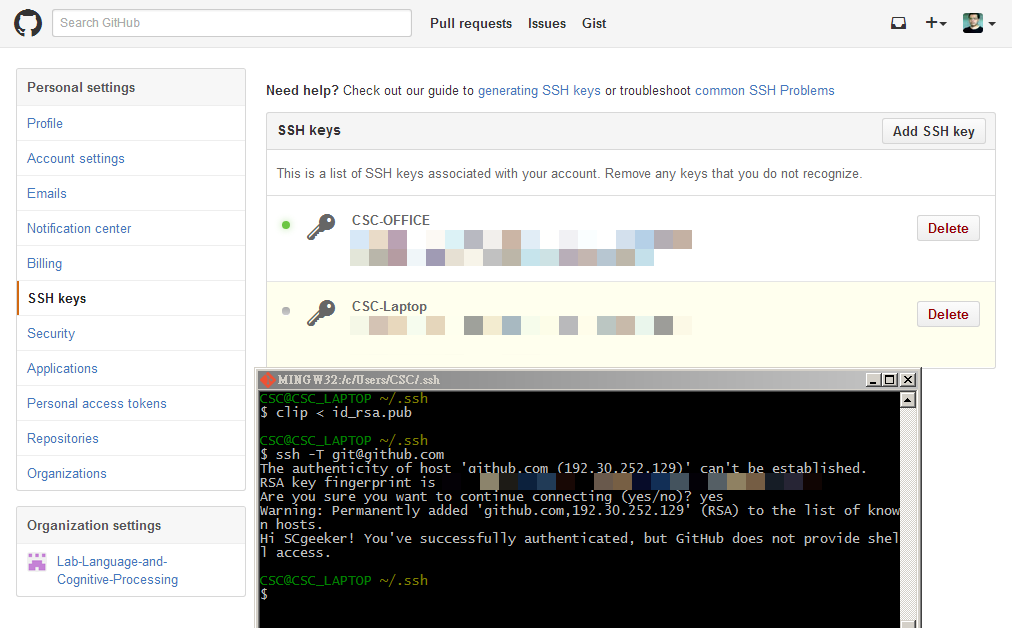 Search GitHub
Pull requests Issues Gist
Personal settings
Profile
Account settings
Emails
Notification center
Billing
SSH keys
Security
Applications
Personal access tokens
Repositories
Organizations
Organization settings
Lab-Language-and-
Cognitive-Processing
Need help? Check out our guide to generating SSH keys or troubleshoot common SSH Problems
SSH keys
Add SSH key
This is a list of SSH keys associated with your account. Remove any keys that you do not recognize.
CSC-OFFICE
Delete
CSC-Laptop
Delete
MINGW32:/c/Users/CSC/.ssh
CSC@CSC_LAPTOP ~/.ssh
$ clip < id_rsa.pub
CSC@CSC_LAPTOP ~/.ssh
$ ssh -T git@github.com
The authenticity of host 'github.com (192.30.252.129)' can't be established.
RSA key fingerprint is
Are you sure you want to continue connecting (yes/no)? yes
Warning: Permanently added 'github.com,192.30.252.129' (RSA) to the list of know
n hosts.
Hi SCgeeker! You've successfully authenticated, but GitHub does not provide shel
l access.
CSC@CSC_LAPTOP ~/.ssh
$